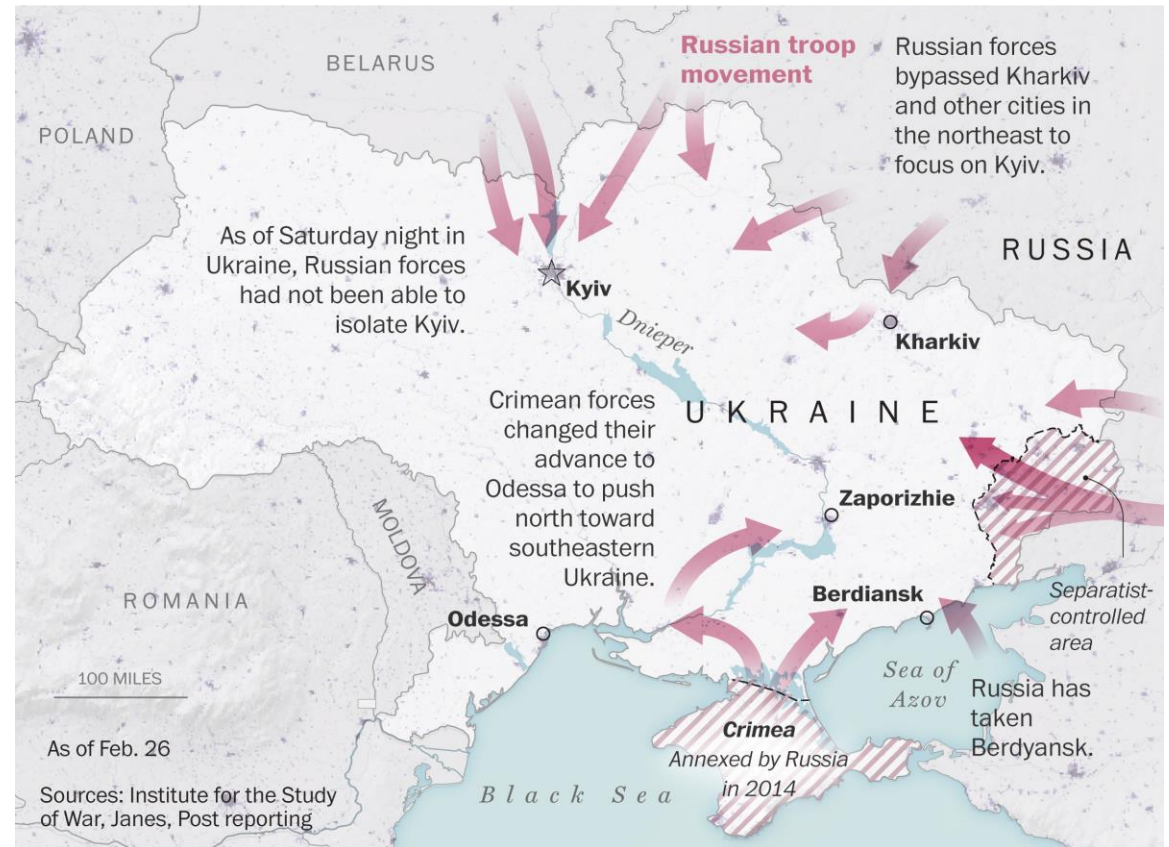 BELARUS
POLAND
Russian troop
movement
Russian forces
bypassed Kharkiv
and other cities in
the northeast to
focus on Kyiv.
RUSSIA
As of Saturday night in
Ukraine, Russian forces
had not been able to
isolate Kyiv.
Kyiv
Dnieper
Kharkiv
UKRAINE
Crimean forces
changed their
advance to
Odessa to push
north toward
southeastern
Ukraine.
Zaporizhie
MOLDOVA
ROMANIA
Odessa
Berdiansk
Separatist-
controlled
area
100 MILES
Sea of
Azov
Russia has
taken
Berdyansk.
Crimea
Annexed by Russia
in 2014
Black Sea
As of Feb. 26
Sources: Institute for the Study
of War, Janes, Post reporting